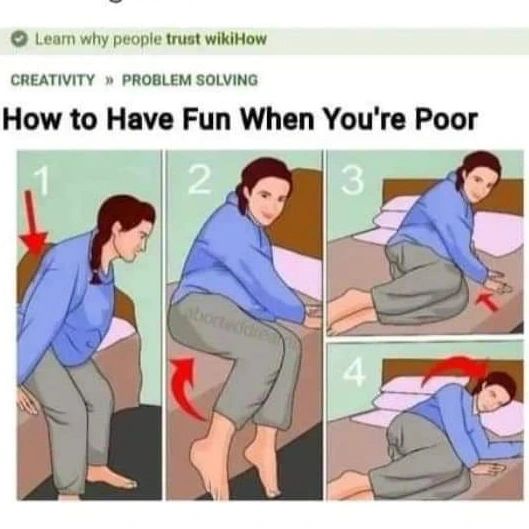 Learn why people trust wikiHow
CREATIVITY » PROBLEM SOLVING
How to Have Fun When You're Poor
1
2
3
4